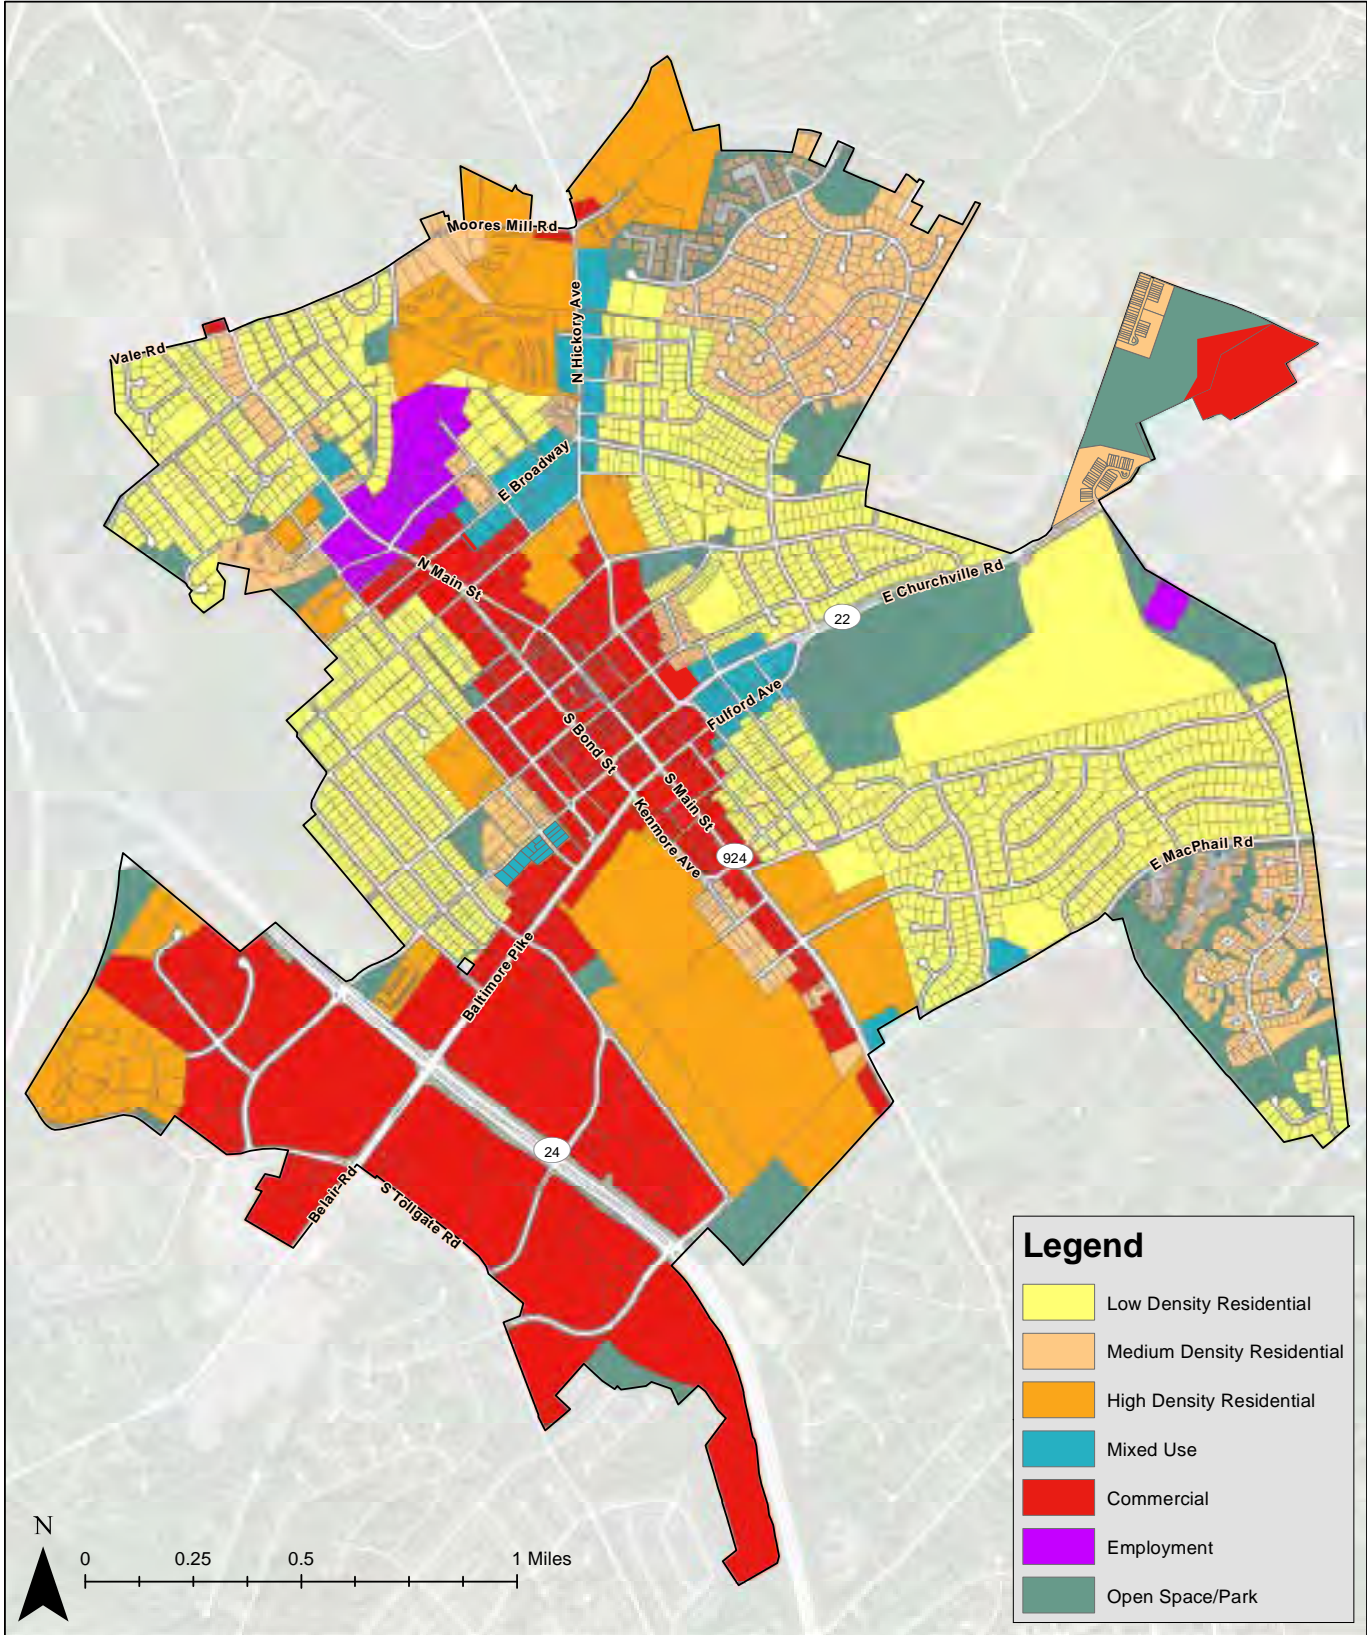 Moores Mill Rd
N Hickory Ave
Vale Rd
E Broadway
N Main St
E Churchville Rd
22
Fulford Ave
S Bond St
S Main St
Kenmore Ave
924
E MacPhail Rd
Baltimore Pike
24
Belair Rd
S Tollgate Rd
Legend
Low Density Residential
Medium Density Residential
High Density Residential
Mixed Use
Commercial
Employment
Open Space/Park
N
0 0.25 0.5 1 Miles